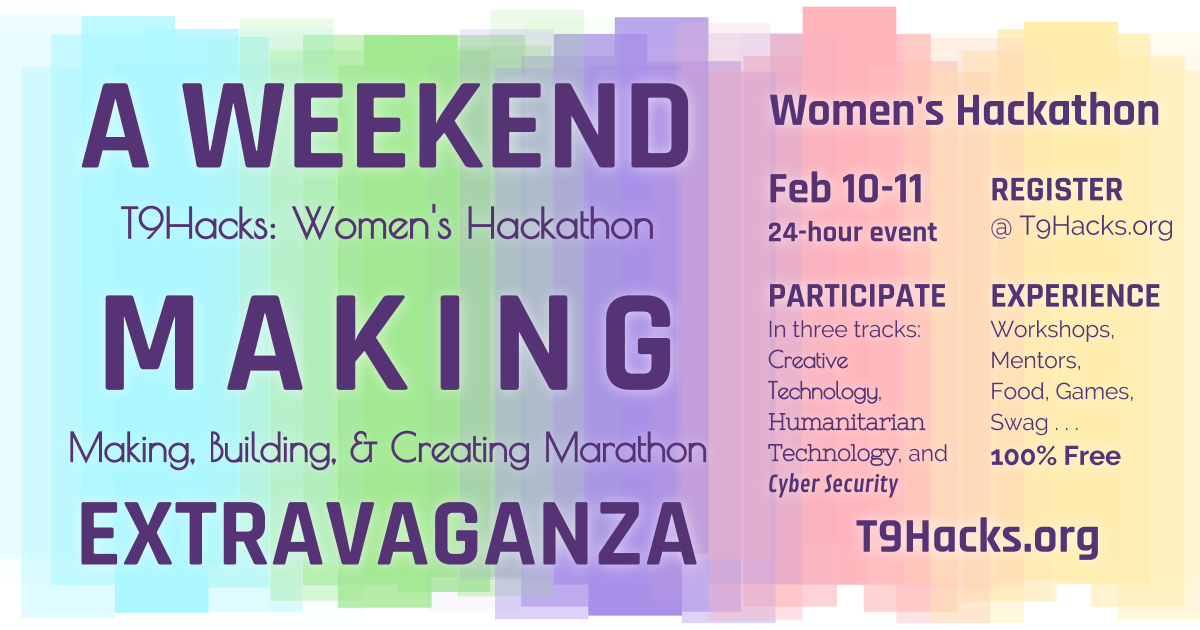 A WEEKEND
T9Hacks: Women's Hackathon
MAKING
Making, Building, & Creating Marathon
EXTRAVAGANZA
Women's Hackathon
Feb 10-11
24-hour event
REGISTER
@ T9Hacks.org
PARTICIPATE
In three tracks:
Creative
Technology,
Humanitarian
Technology, and
Cyber Security
EXPERIENCE
Workshops,
Mentors,
Food, Games,
Swag . . .
100% Free
T9Hacks.org